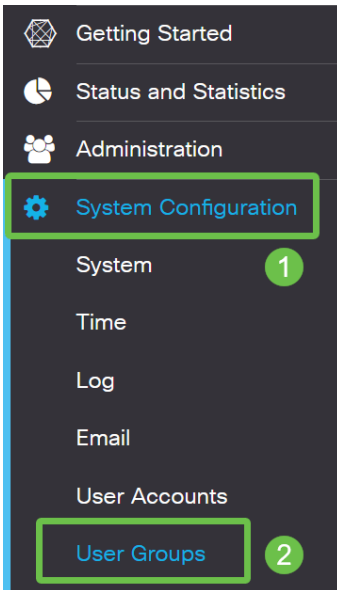 Getting Started
Status and Statistics
Administration
System Configuration
System
1
Time
Log
Email
User Accounts
User Groups
2